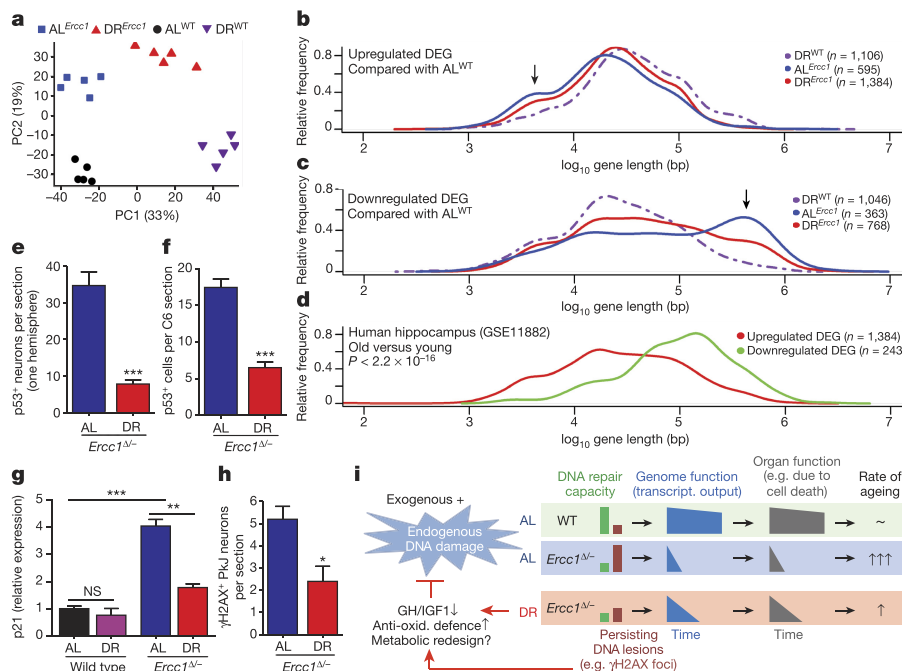 a
AL^Ercc1 DR^Ercc1 AL^WT DR^WT
PC2 (19%)
30
20
10
0
−10
−20
−30
−40 −20 0 20 40
PC1 (33%)
b
Relative frequency
Upregulated DEG
Compared with AL^WT
0.8
0.4
0
DR^WT (n = 1,106)
AL^Ercc1 (n = 595)
DR^Ercc1 (n = 1,384)
2 3 4 5 6 7
log10 gene length (bp)
c
Relative frequency
Downregulated DEG
Compared with AL^WT
0.8
0.4
0
DR^WT (n = 1,046)
AL^Ercc1 (n = 363)
DR^Ercc1 (n = 768)
2 3 4 5 6 7
log10 gene length (bp)
d
Relative frequency
Human hippocampus (GSE11882)
Old versus young
P < 2.2 × 10^−16
0.8
0.4
0
Upregulated DEG (n = 1,384)
Downregulated DEG (n = 243
2 3 4 5 6 7
log10 gene length (bp)
e
p53+ neurons per section
(one hemisphere)
40
30
20
10
0
***
AL DR
Ercc1^Δ/−
f
p53+ cells per C6 section
20
15
10
5
0
***
AL DR
Ercc1^Δ/−
g
p21 (relative expression)
5
4
3
2
1
0
***
**
NS
AL DR AL DR
Wild type Ercc1^Δ/−
h
γH2AX+ PkJ neurons
per section
6
5
4
3
2
1
0
*
AL DR
Ercc1^Δ/−
i
Exogenous +
Endogenous
DNA damage
GH/IGF1↓
Anti-oxid. defence↑
Metabolic redesign?
DNA repair
capacity
Genome function
(transcript. output)
Organ function
(e.g. due to
cell death)
Rate of
ageing
AL WT ~
AL Ercc1^Δ/− ↑↑↑
DR Ercc1^Δ/− ↑
Persisting
DNA lesions
(e.g. γH2AX foci)
Time Time